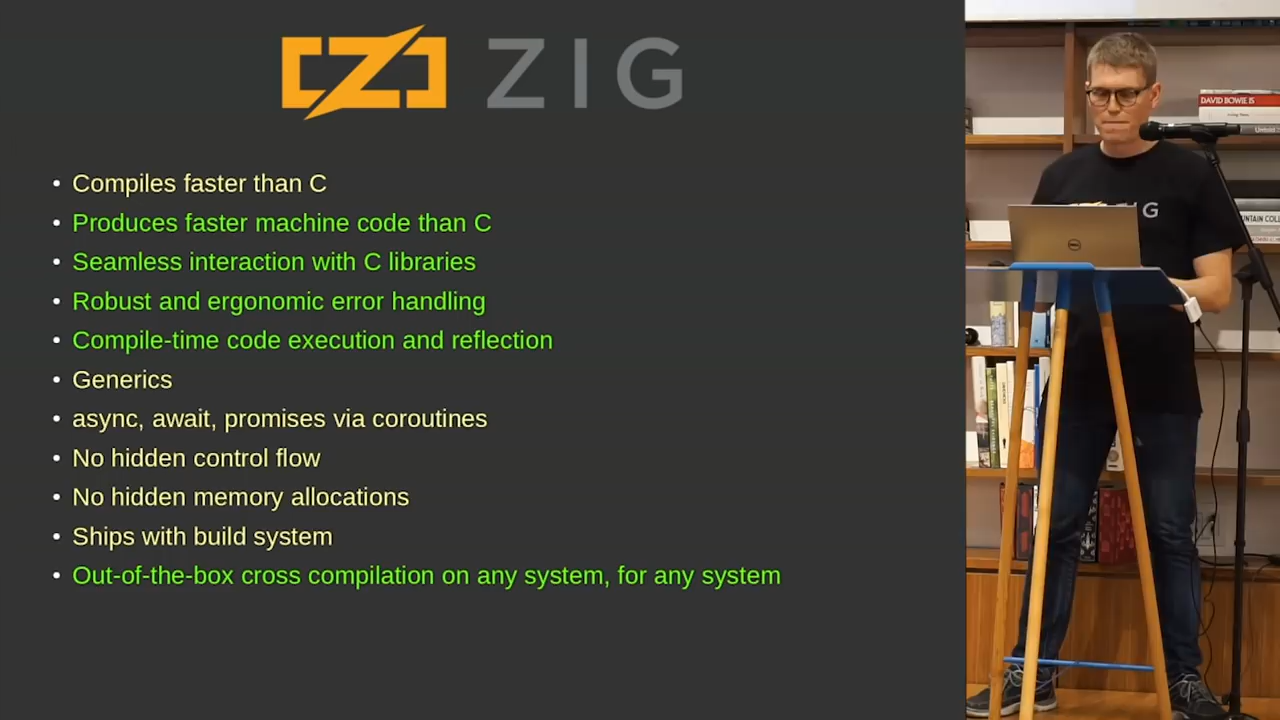 ZIG
Compiles faster than C
Produces faster machine code than C
Seamless interaction with C libraries
Robust and ergonomic error handling
Compile-time code execution and reflection
Generics
async, await, promises via coroutines
No hidden control flow
No hidden memory allocations
Ships with build system
Out-of-the-box cross compilation on any system, for any system
DAVID BOWIE IS
IG
DELL